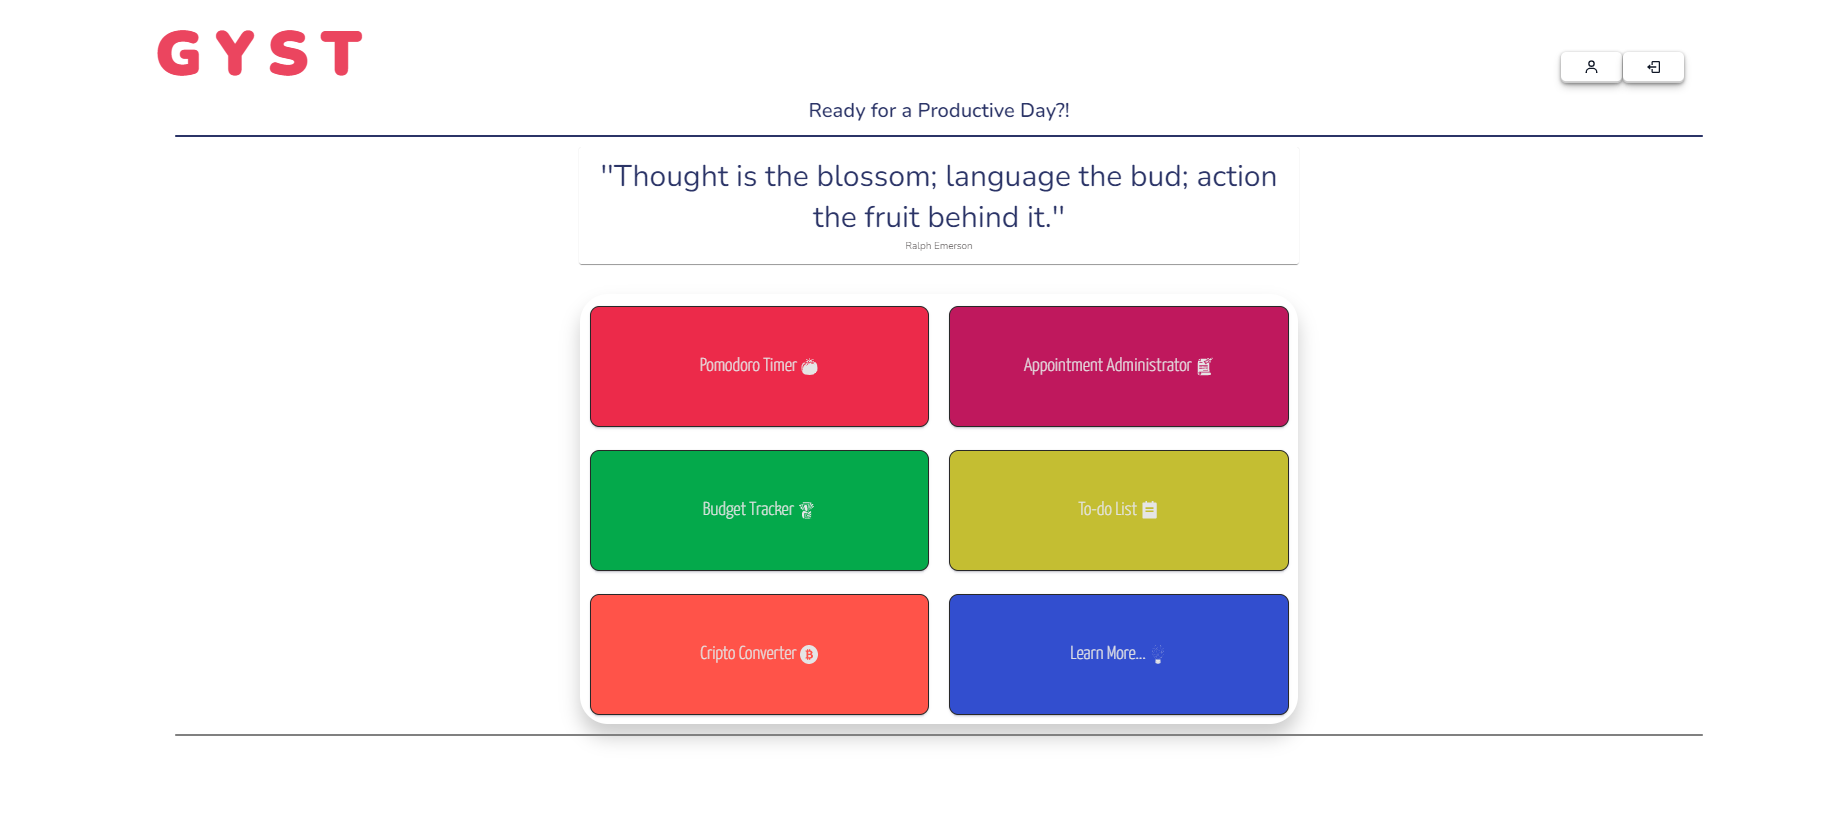 GYST
Ready for a Productive Day?!
"Thought is the blossom; language the bud; action
the fruit behind it."
Ralph Emerson
Pomodoro Timer
Appointment Administrator
Budget Tracker
To-do List
Cripto Converter
Learn More...